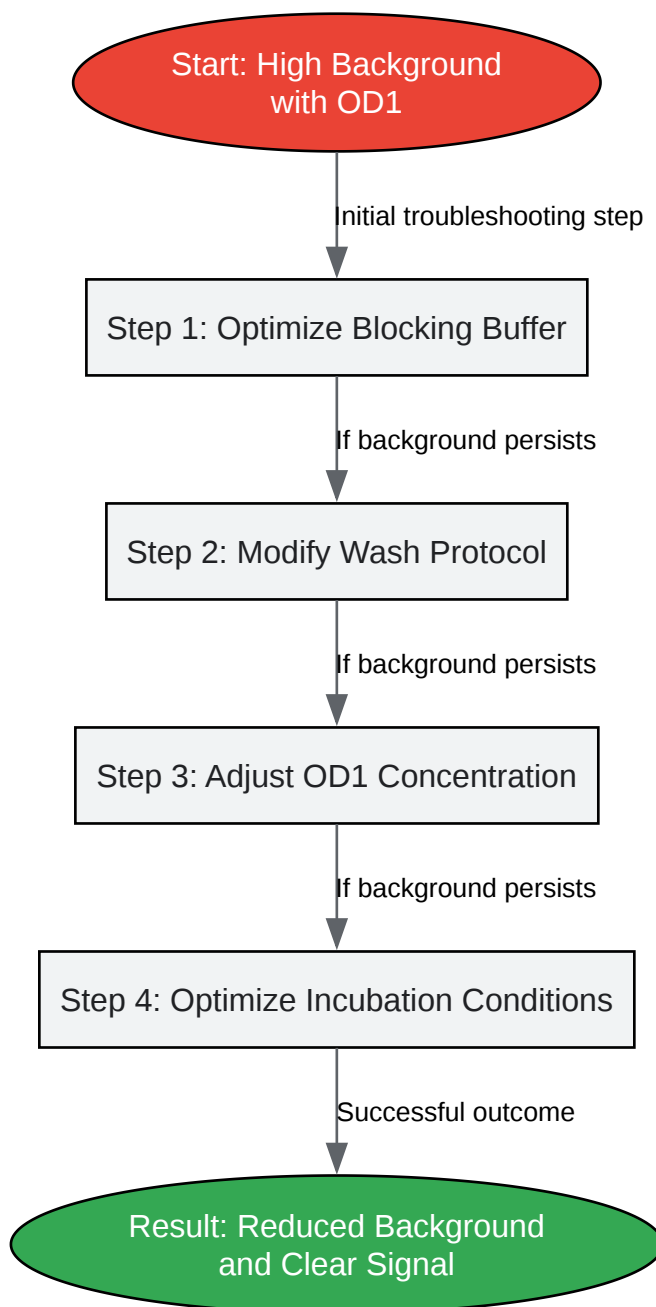 Start: High Background
with OD1
Initial troubleshooting step
Step 1: Optimize Blocking Buffer
If background persists
Step 2: Modify Wash Protocol
If background persists
Step 3: Adjust OD1 Concentration
If background persists
Step 4: Optimize Incubation Conditions
Successful outcome
Result: Reduced Background
and Clear Signal